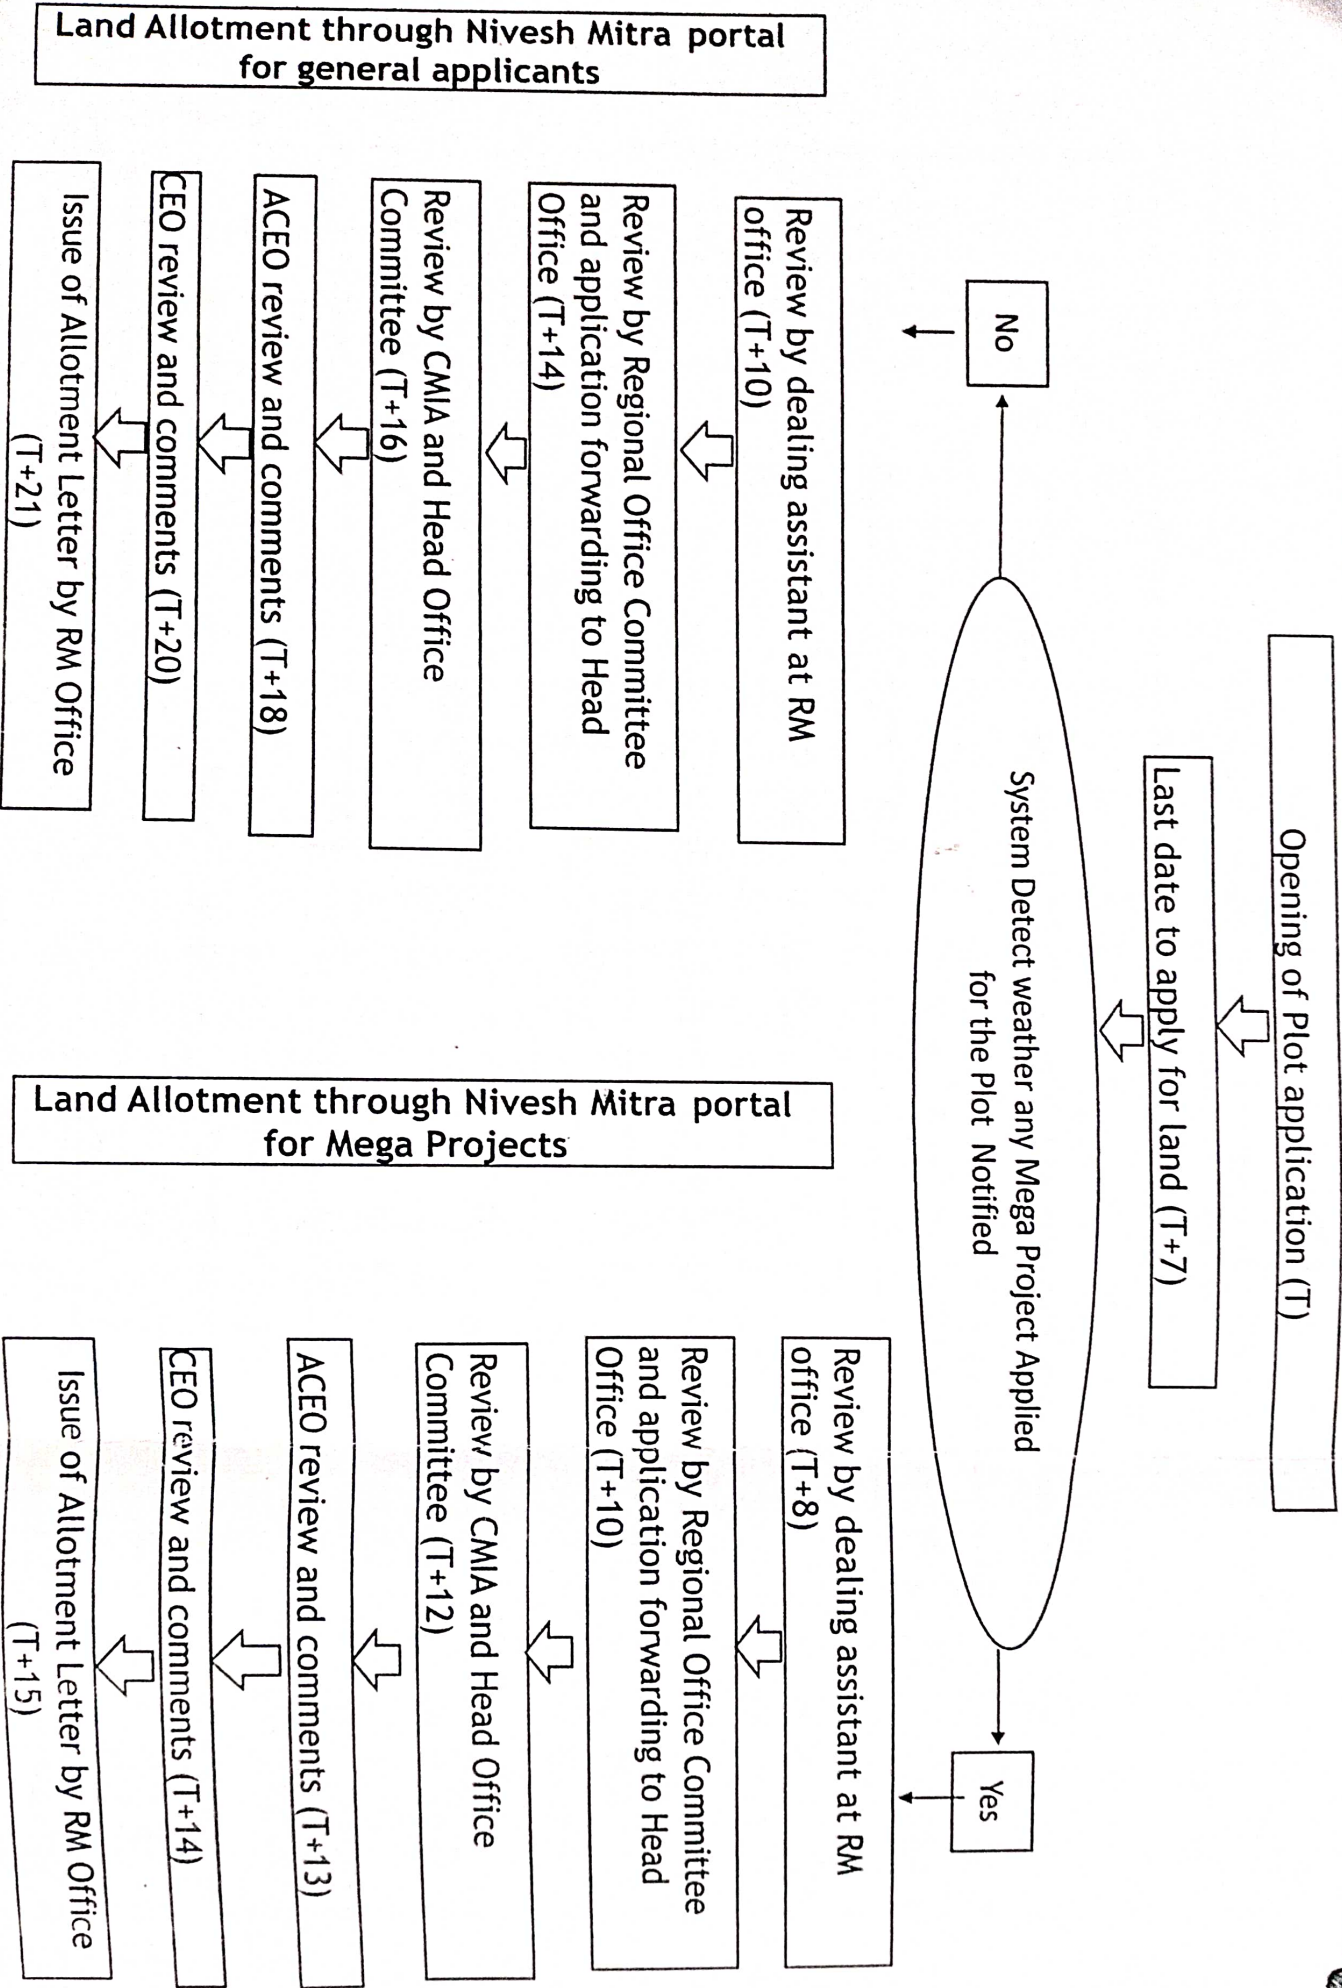 Opening of Plot application (T)
Last date to apply for land (T+7)
System Detect weather any Mega Project Applied
for the Plot Notified
No
Yes
Land Allotment through Nivesh Mitra portal
for general applicants
Review by dealing assistant at RM
office (T+10)
Review by Regional Office Committee
and application forwarding to Head
Office (T+14)
Review by CMIA and Head Office
Committee (T+16)
ACEO review and comments (T+18)
CEO review and comments (T+20)
Issue of Allotment Letter by RM Office
(T+21)
Land Allotment through Nivesh Mitra portal
for Mega Projects
Review by dealing assistant at RM
office (T+8)
Review by Regional Office Committee
and application forwarding to Head
Office (T+10)
Review by CMIA and Head Office
Committee (T+12)
ACEO review and comments (T+13)
CEO review and comments (T+14)
Issue of Allotment Letter by RM Office
(T+15)